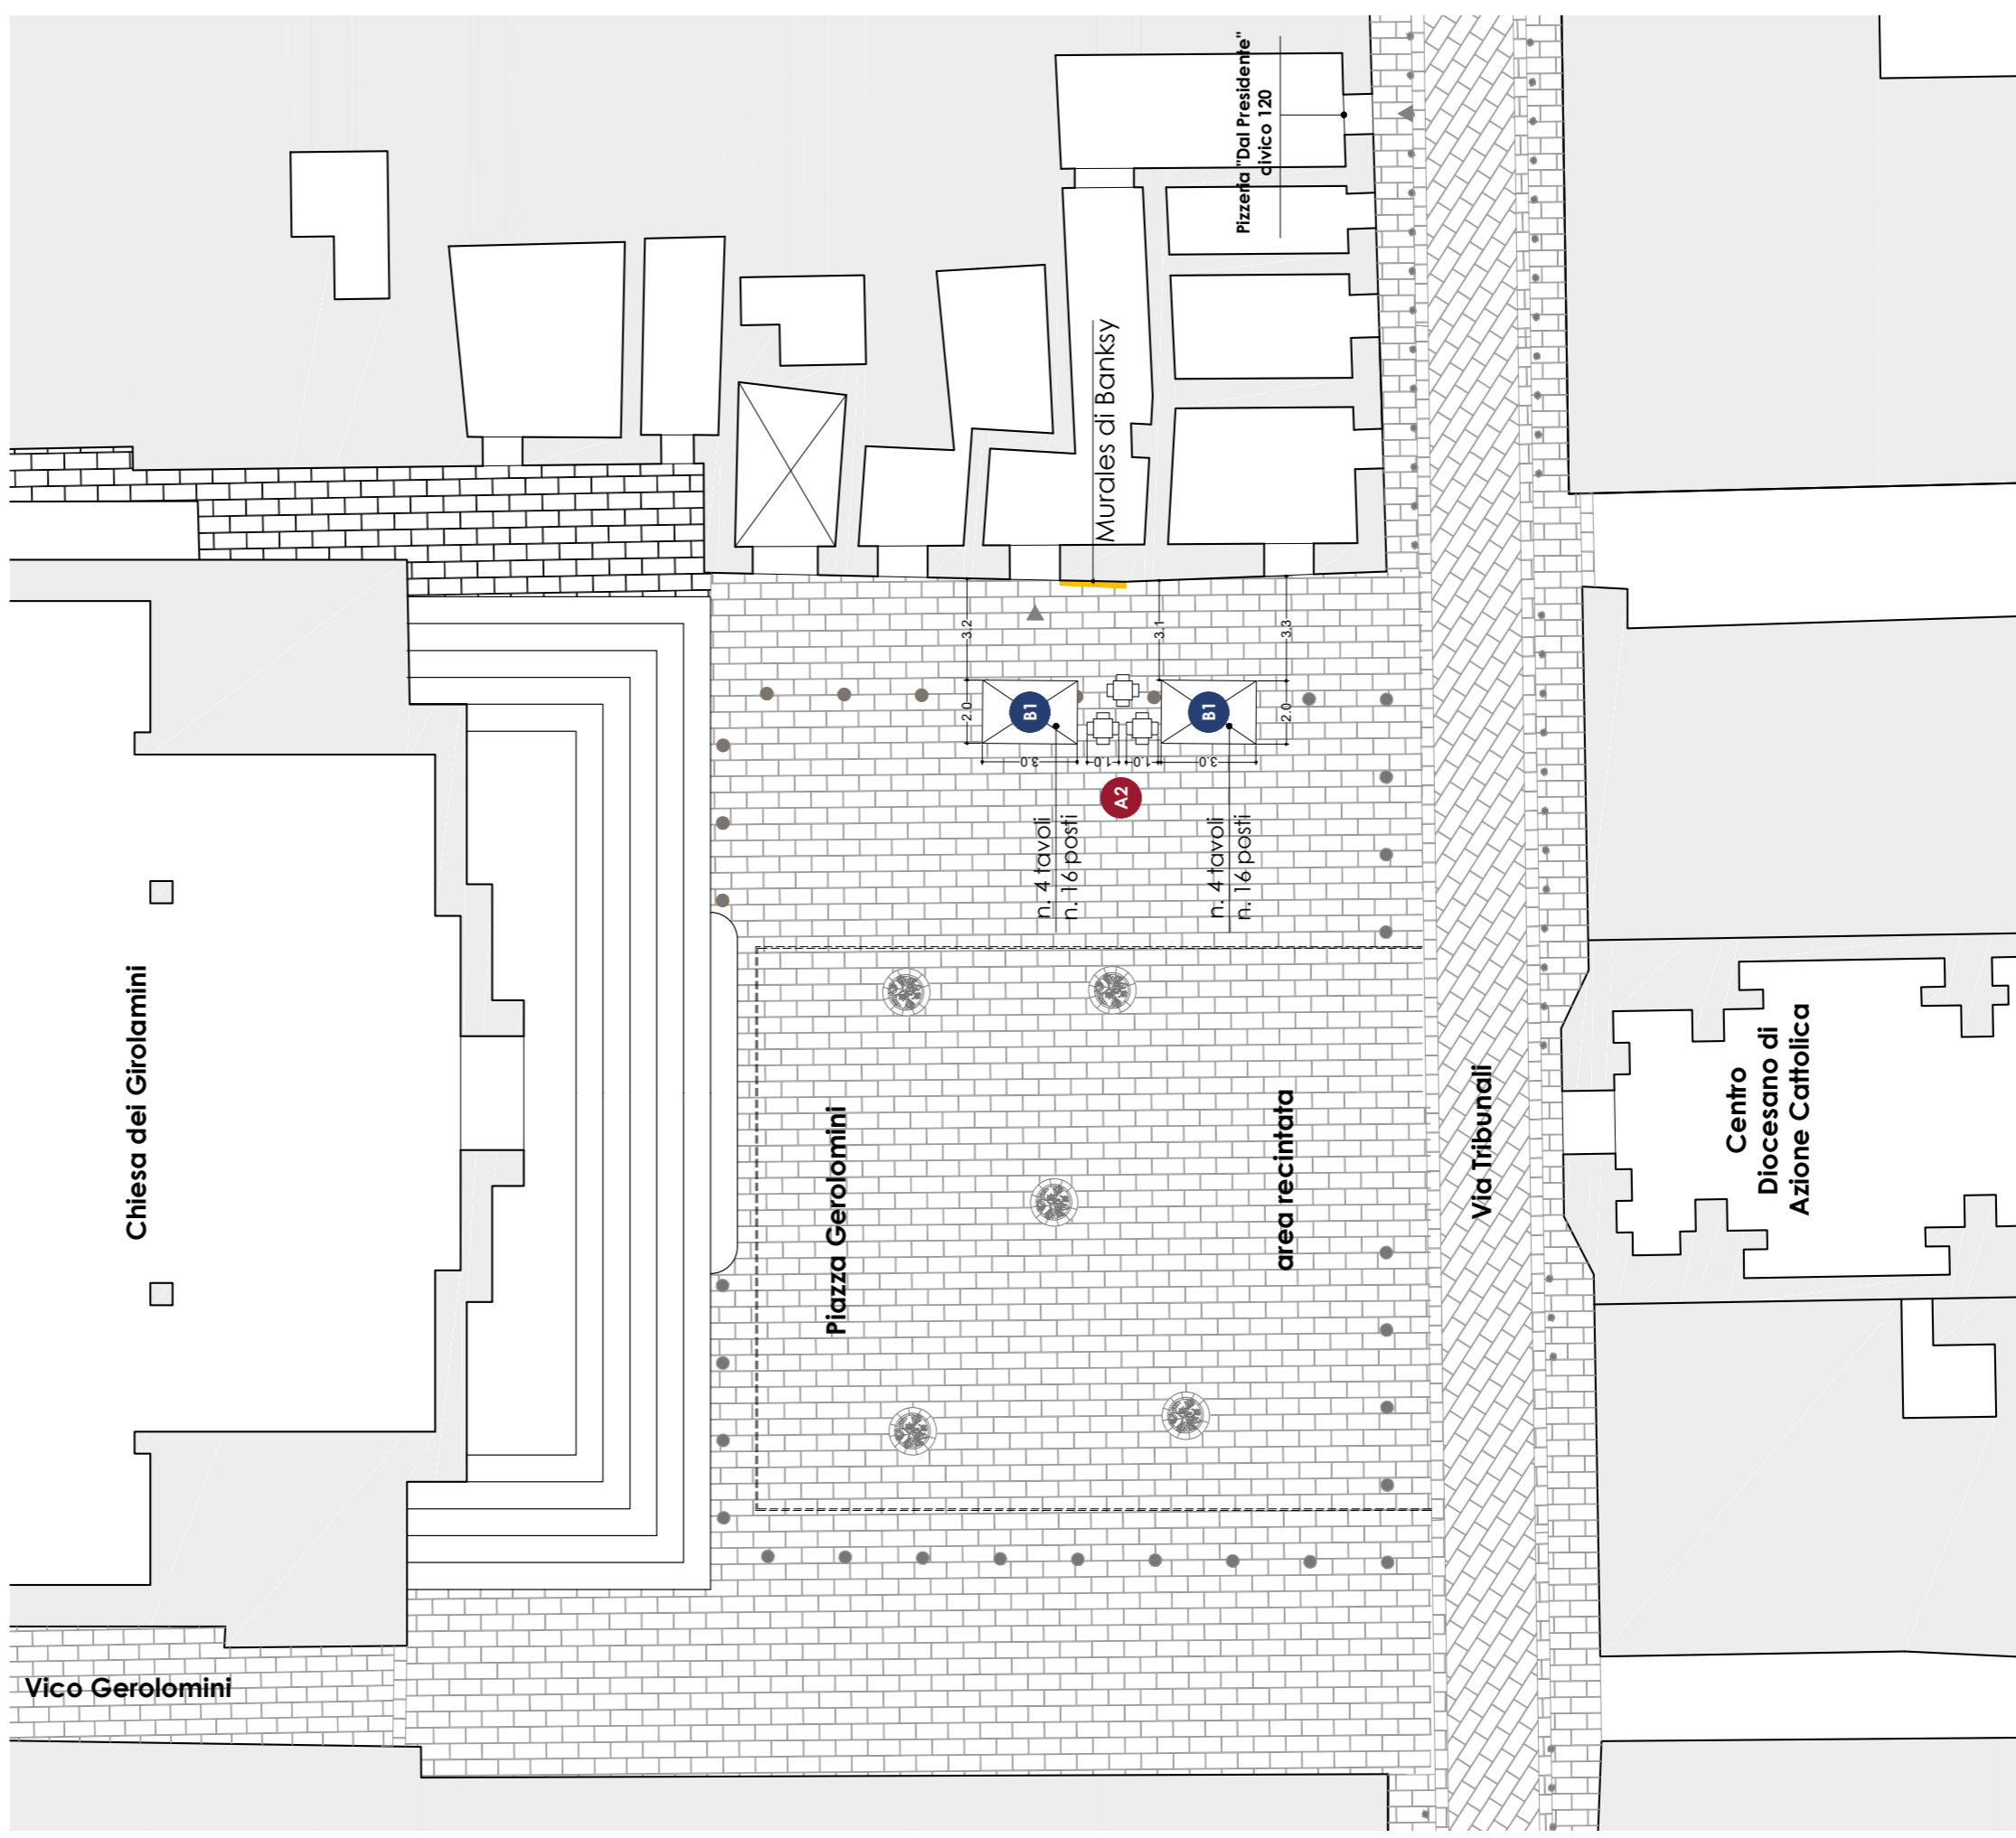 Pizzeria "Dal Presidente"
civico 120
Murales di Banksy
3.2
3.1
3.3
2.0
B1
B1
2.0
3.0
1.0
1.0
3.0
A2
n. 4 tavoli
n. 16 posti
n. 4 tavoli
n. 16 posti
Chiesa dei Girolamini
Piazza Gerolomini
area recintata
Via Tribunali
Centro
Diocesano di
Azione Cattolica
Vico Gerolomini